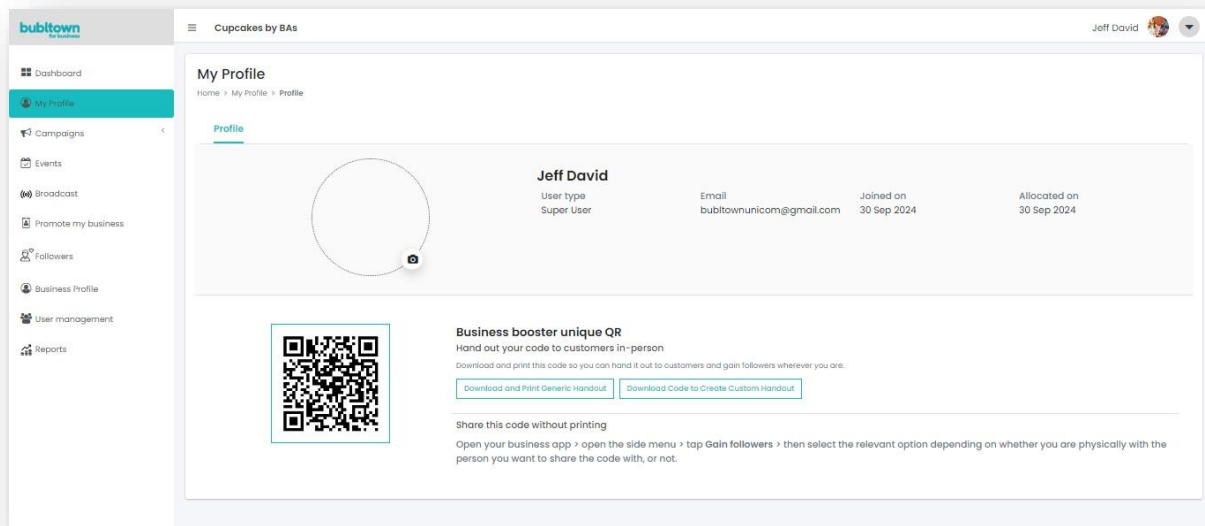 bubltown
for business
Cupcakes by BAs
Jeff David
Dashboard
My Profile
Campaigns
Events
Broadcast
Promote my business
Followers
Business Profile
User management
Reports
My Profile
Home > My Profile > Profile
Profile
Jeff David
User type Email Joined on Allocated on
Super User bubltownunicorn@gmail.com 30 Sep 2024 30 Sep 2024
Business booster unique QR
Hand out your code to customers in-person
Download and print this code so you can hand it out to customers and gain followers wherever you are.
Download and Print Generic Handout Download Code to Create Custom Handout
Share this code without printing
Open your business app > open the side menu > tap Gain followers > then select the relevant option depending on whether you are physically with the
person you want to share the code with, or not.